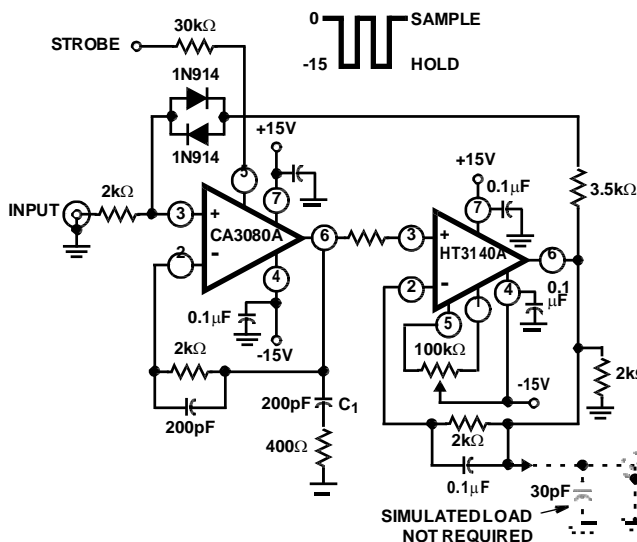 0
SAMPLE
-15
HOLD
30kΩ
STROBE
1N914
1N914
+15V
+15V
2kΩ
INPUT
5
7
3
+
CA3080A
6
2
-
4
0.1μF
-15V
0.1μF
7
3
+
HT3140A
6
2
-
4
5
1
0.1
μF
3.5kΩ
100kΩ
-15V
2kΩ
200pF
200pF
C1
400Ω
2kΩ
0.1μF
2kΩ
30pF
SIMULATED LOAD
NOT REQUIRED